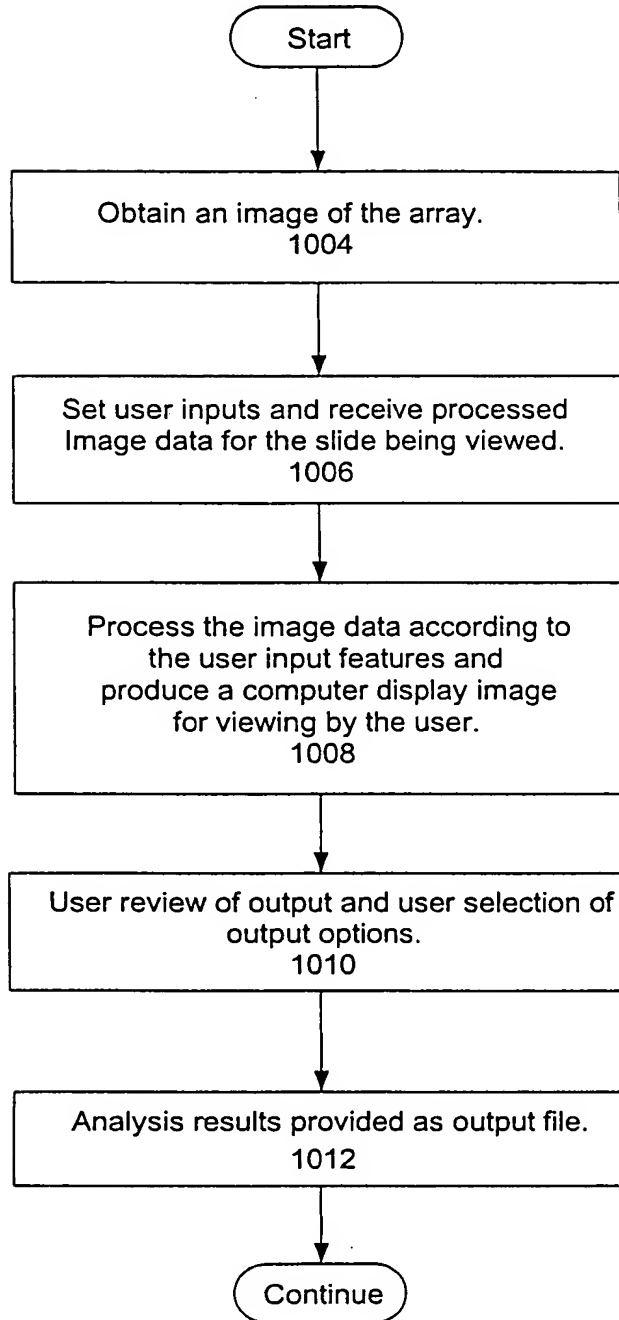 Start
Obtain an image of the array.
1004
Set user inputs and receive processed
Image data for the slide being viewed.
1006
Process the image data according to
the user input features and
produce a computer display image
for viewing by the user.
1008
User review of output and user selection of
output options.
1010
Analysis results provided as output file.
1012
Continue